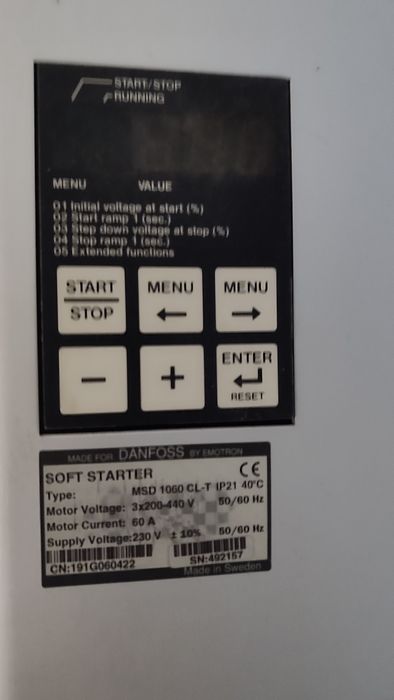 START/STOP
RUNNING
MENU VALUE
01 Initial voltage at start (%)
02 Start ramp 1 (sec.)
03 Step down voltage at stop (%)
04 Stop ramp 1 (sec.)
05 Extended functions
START
STOP
MENU
←
MENU
→
−
+
ENTER
RESET
MADE FOR DANFOSS BY EMOTRON
SOFT STARTER CE
Type: MSD 1060 CL-T IP21 40°C
Motor Voltage: 3x200-440 V 50/60 Hz
Motor Current: 60 A
Supply Voltage:230 V ± 10% 50/60 Hz
CN:191G060422 SN:492157
Made in Sweden